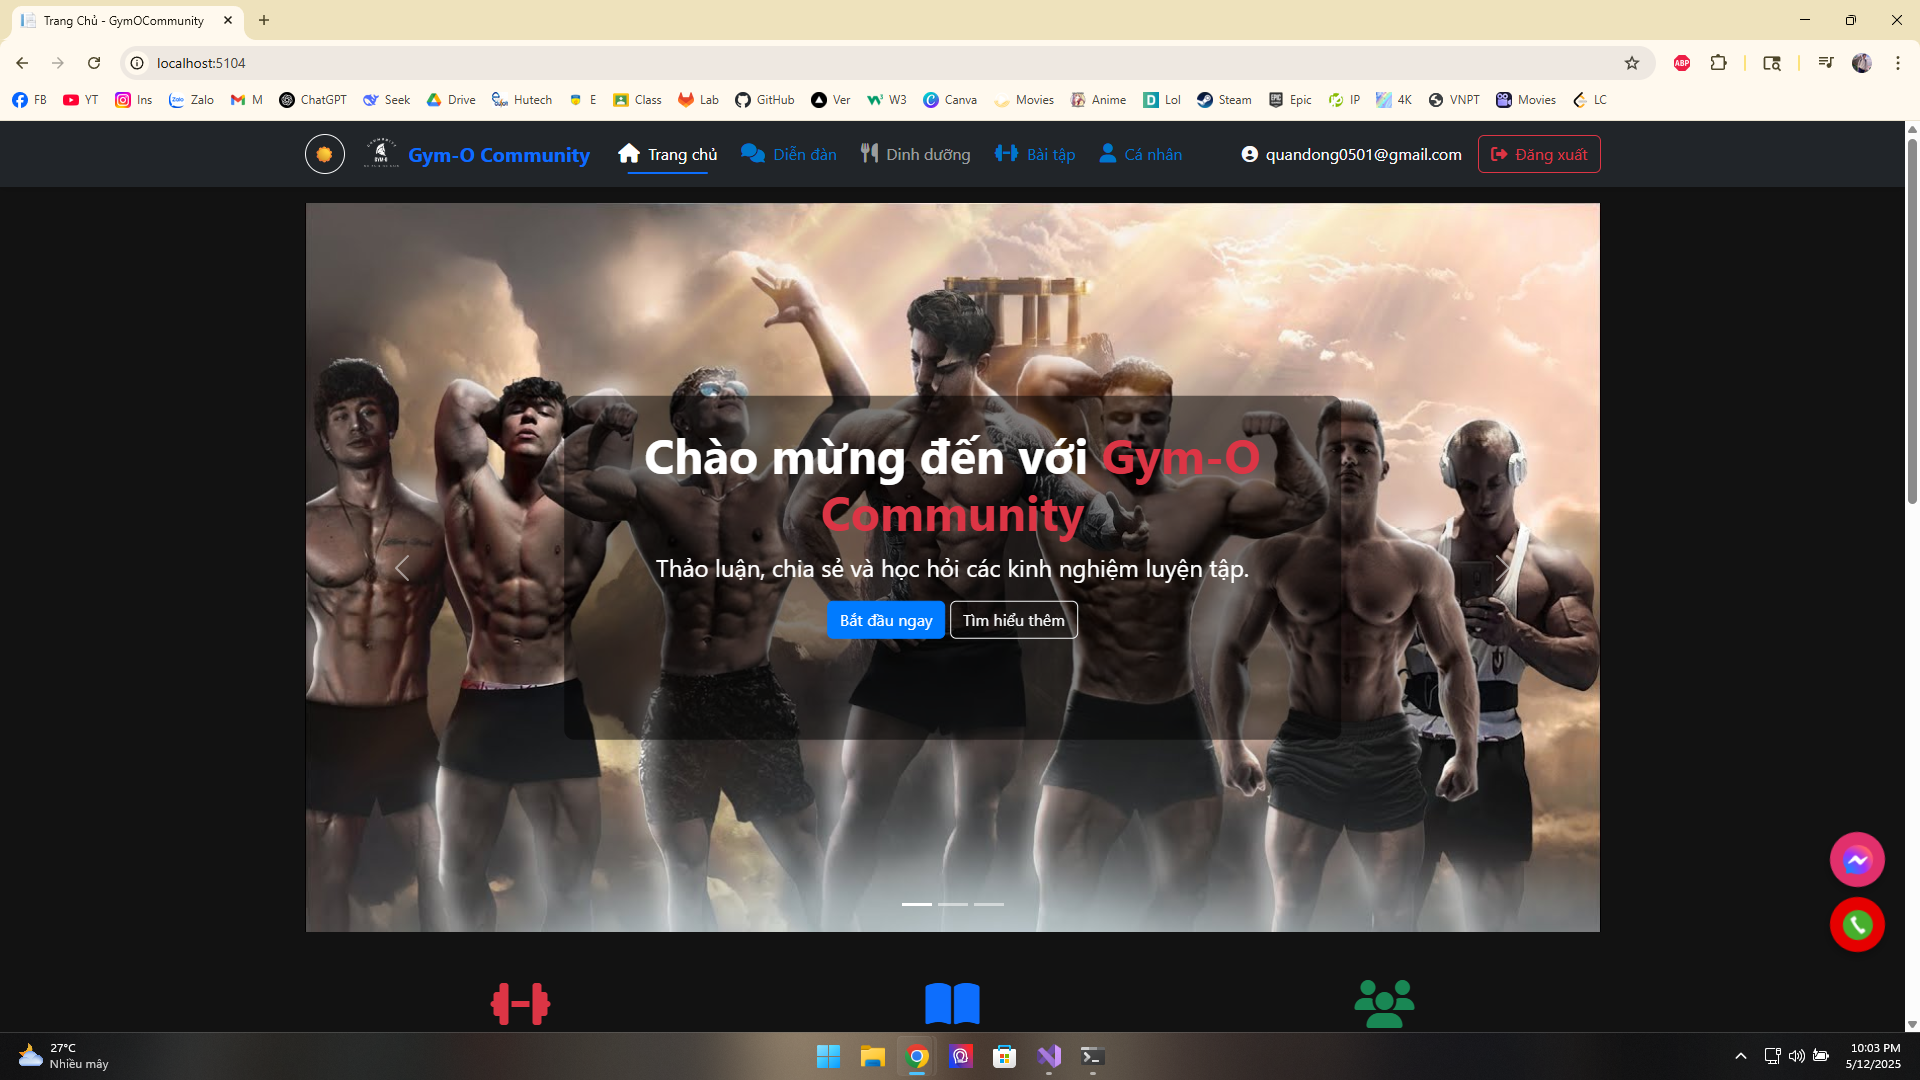 Trang Chủ - GymOCommunity
localhost:5104
ABP
FB YT Ins Zalo M ChatGPT Seek Drive Hutech E Class Lab GitHub Ver W3 Canva Movies Anime Lol Steam Epic IP 4K VNPT Movies LC
Gym-O Community Trang chủ Diễn đàn Dinh dưỡng Bài tập Cá nhân quandong0501@gmail.com Đăng xuất
Chào mừng đến với Gym-O
Community
Thảo luận, chia sẻ và học hỏi các kinh nghiệm luyện tập.
Bắt đầu ngay Tìm hiểu thêm
27°C
Nhiều mây
10:03 PM
5/12/2025